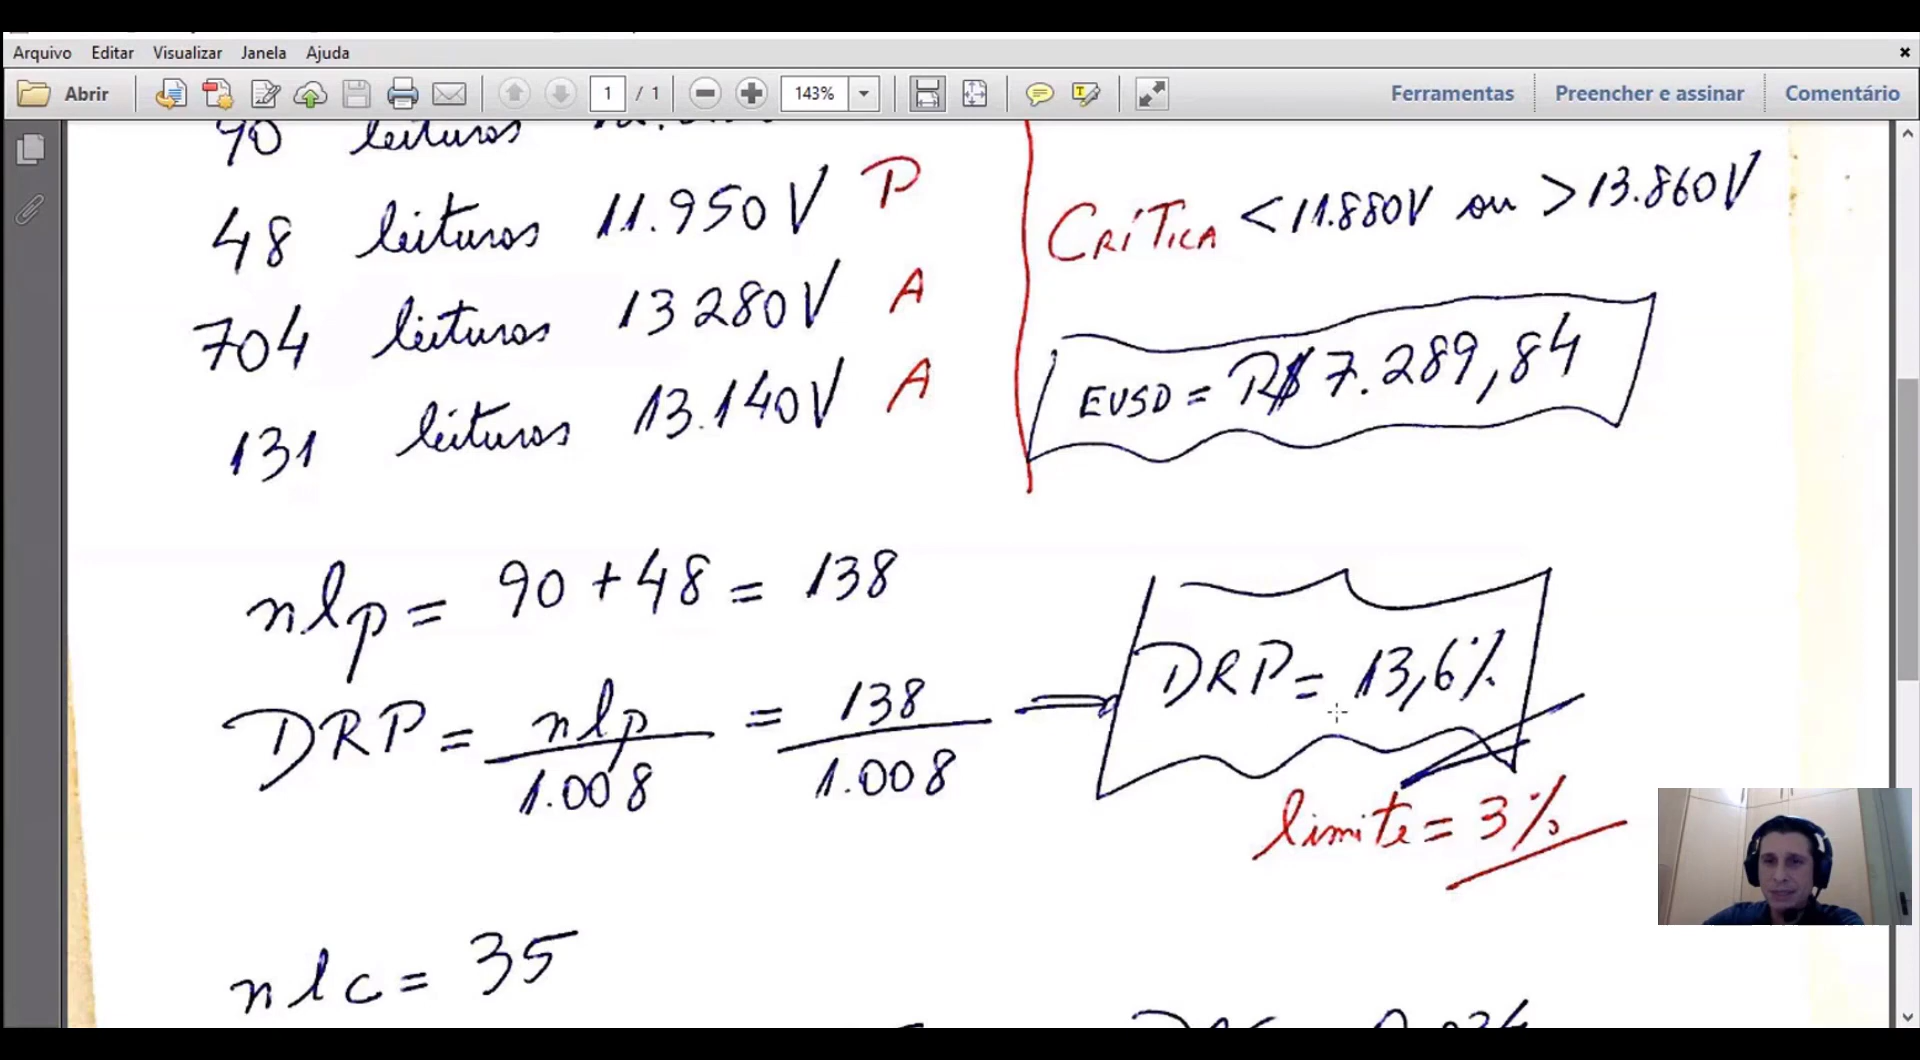 Arquivo Editar Visualizar Janela Ajuda
Abrir 1 / 1 143% Ferramentas Preencher e assinar Comentário
90 leituras
48 leituras 11.950V P
704 leituras 13280V A
131 leituras 13.140V A
CRÍTICA <11.880V ou >13.860V
EUSD = R$ 7.289,84
nlp = 90 + 48 = 138
DRP = nlp / 1.008 = 138 / 1.008 => DRP = 13,6%
limite = 3%
nlc = 35